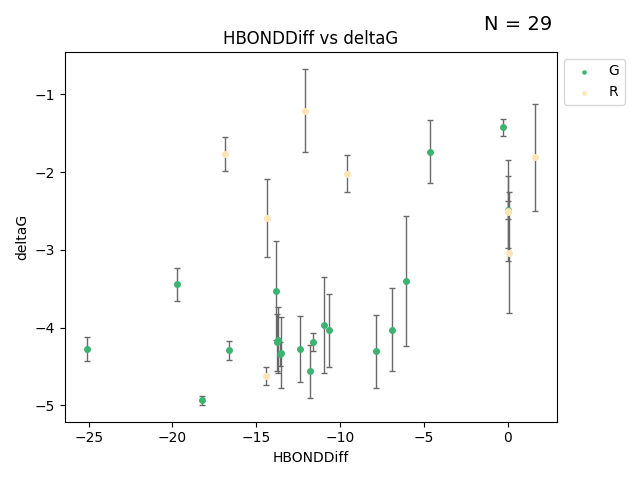 N = 29
HBONDDiff vs deltaG
G
R
deltaG
−1
−2
−3
−4
−5
−25
−20
−15
−10
−5
0
HBONDDiff